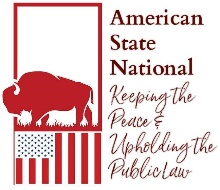 American
State
National
Keeping the
Peace &
Upholding the
Public Law